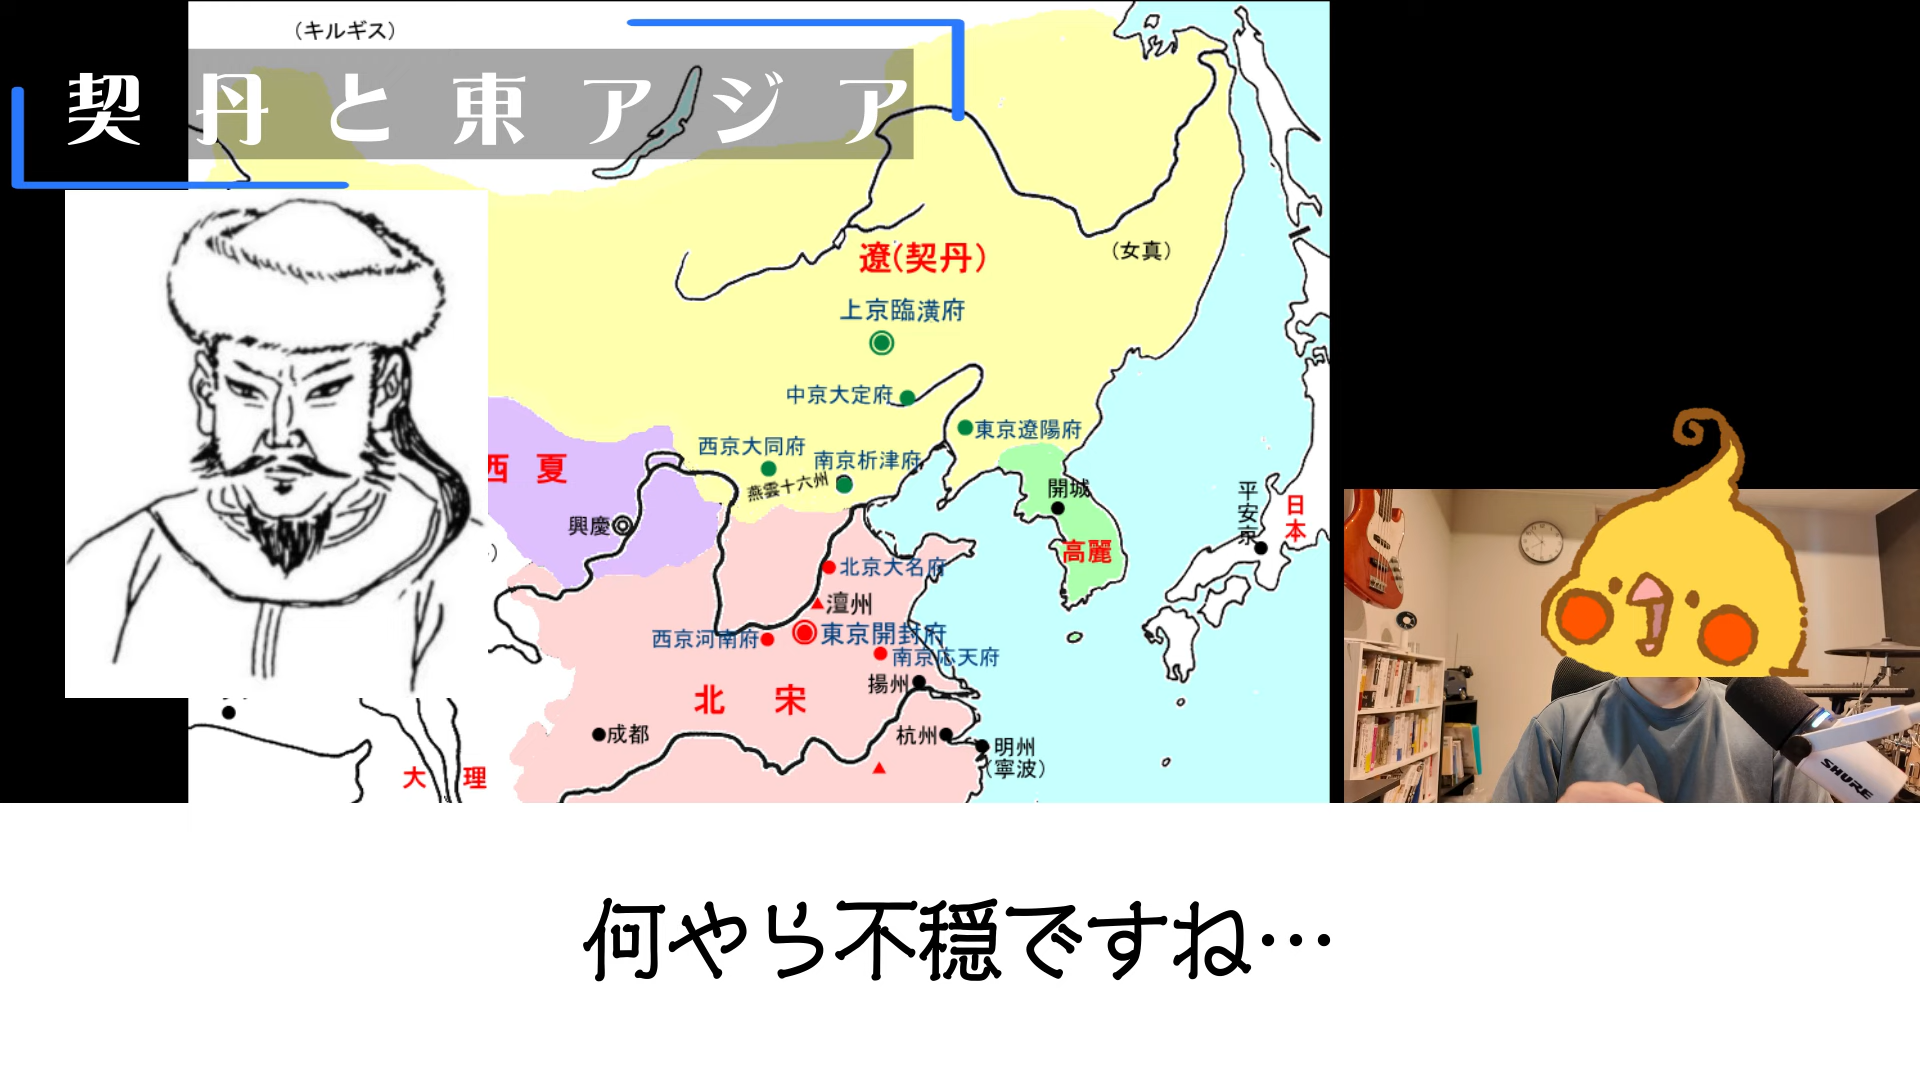 (キルギス)
契丹と東アジア
遼(契丹)
(女真)
上京臨潢府
中京大定府
東京遼陽府
西京大同府
南京析津府
燕雲十六州
西夏
興慶
開城
高麗
平安京
日本
北京大名府
澶州
東京開封府
西京河南府
南京応天府
揚州
北宋
成都
杭州
明州
(寧波)
大理
SHURE
何やら不穏ですね…